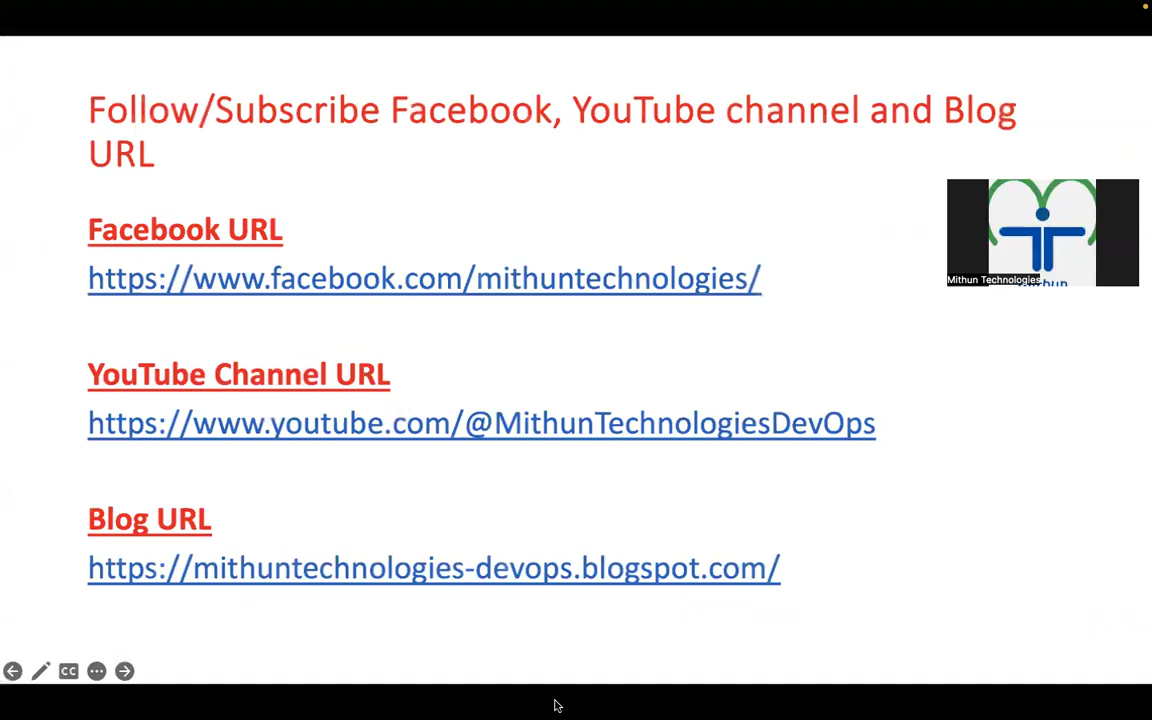 Follow/Subscribe Facebook, YouTube channel and Blog
URL
Facebook URL
https://www.facebook.com/mithuntechnologies/
Mithun Technologies
YouTube Channel URL
https://www.youtube.com/@MithunTechnologiesDevOps
Blog URL
https://mithuntechnologies-devops.blogspot.com/
CC